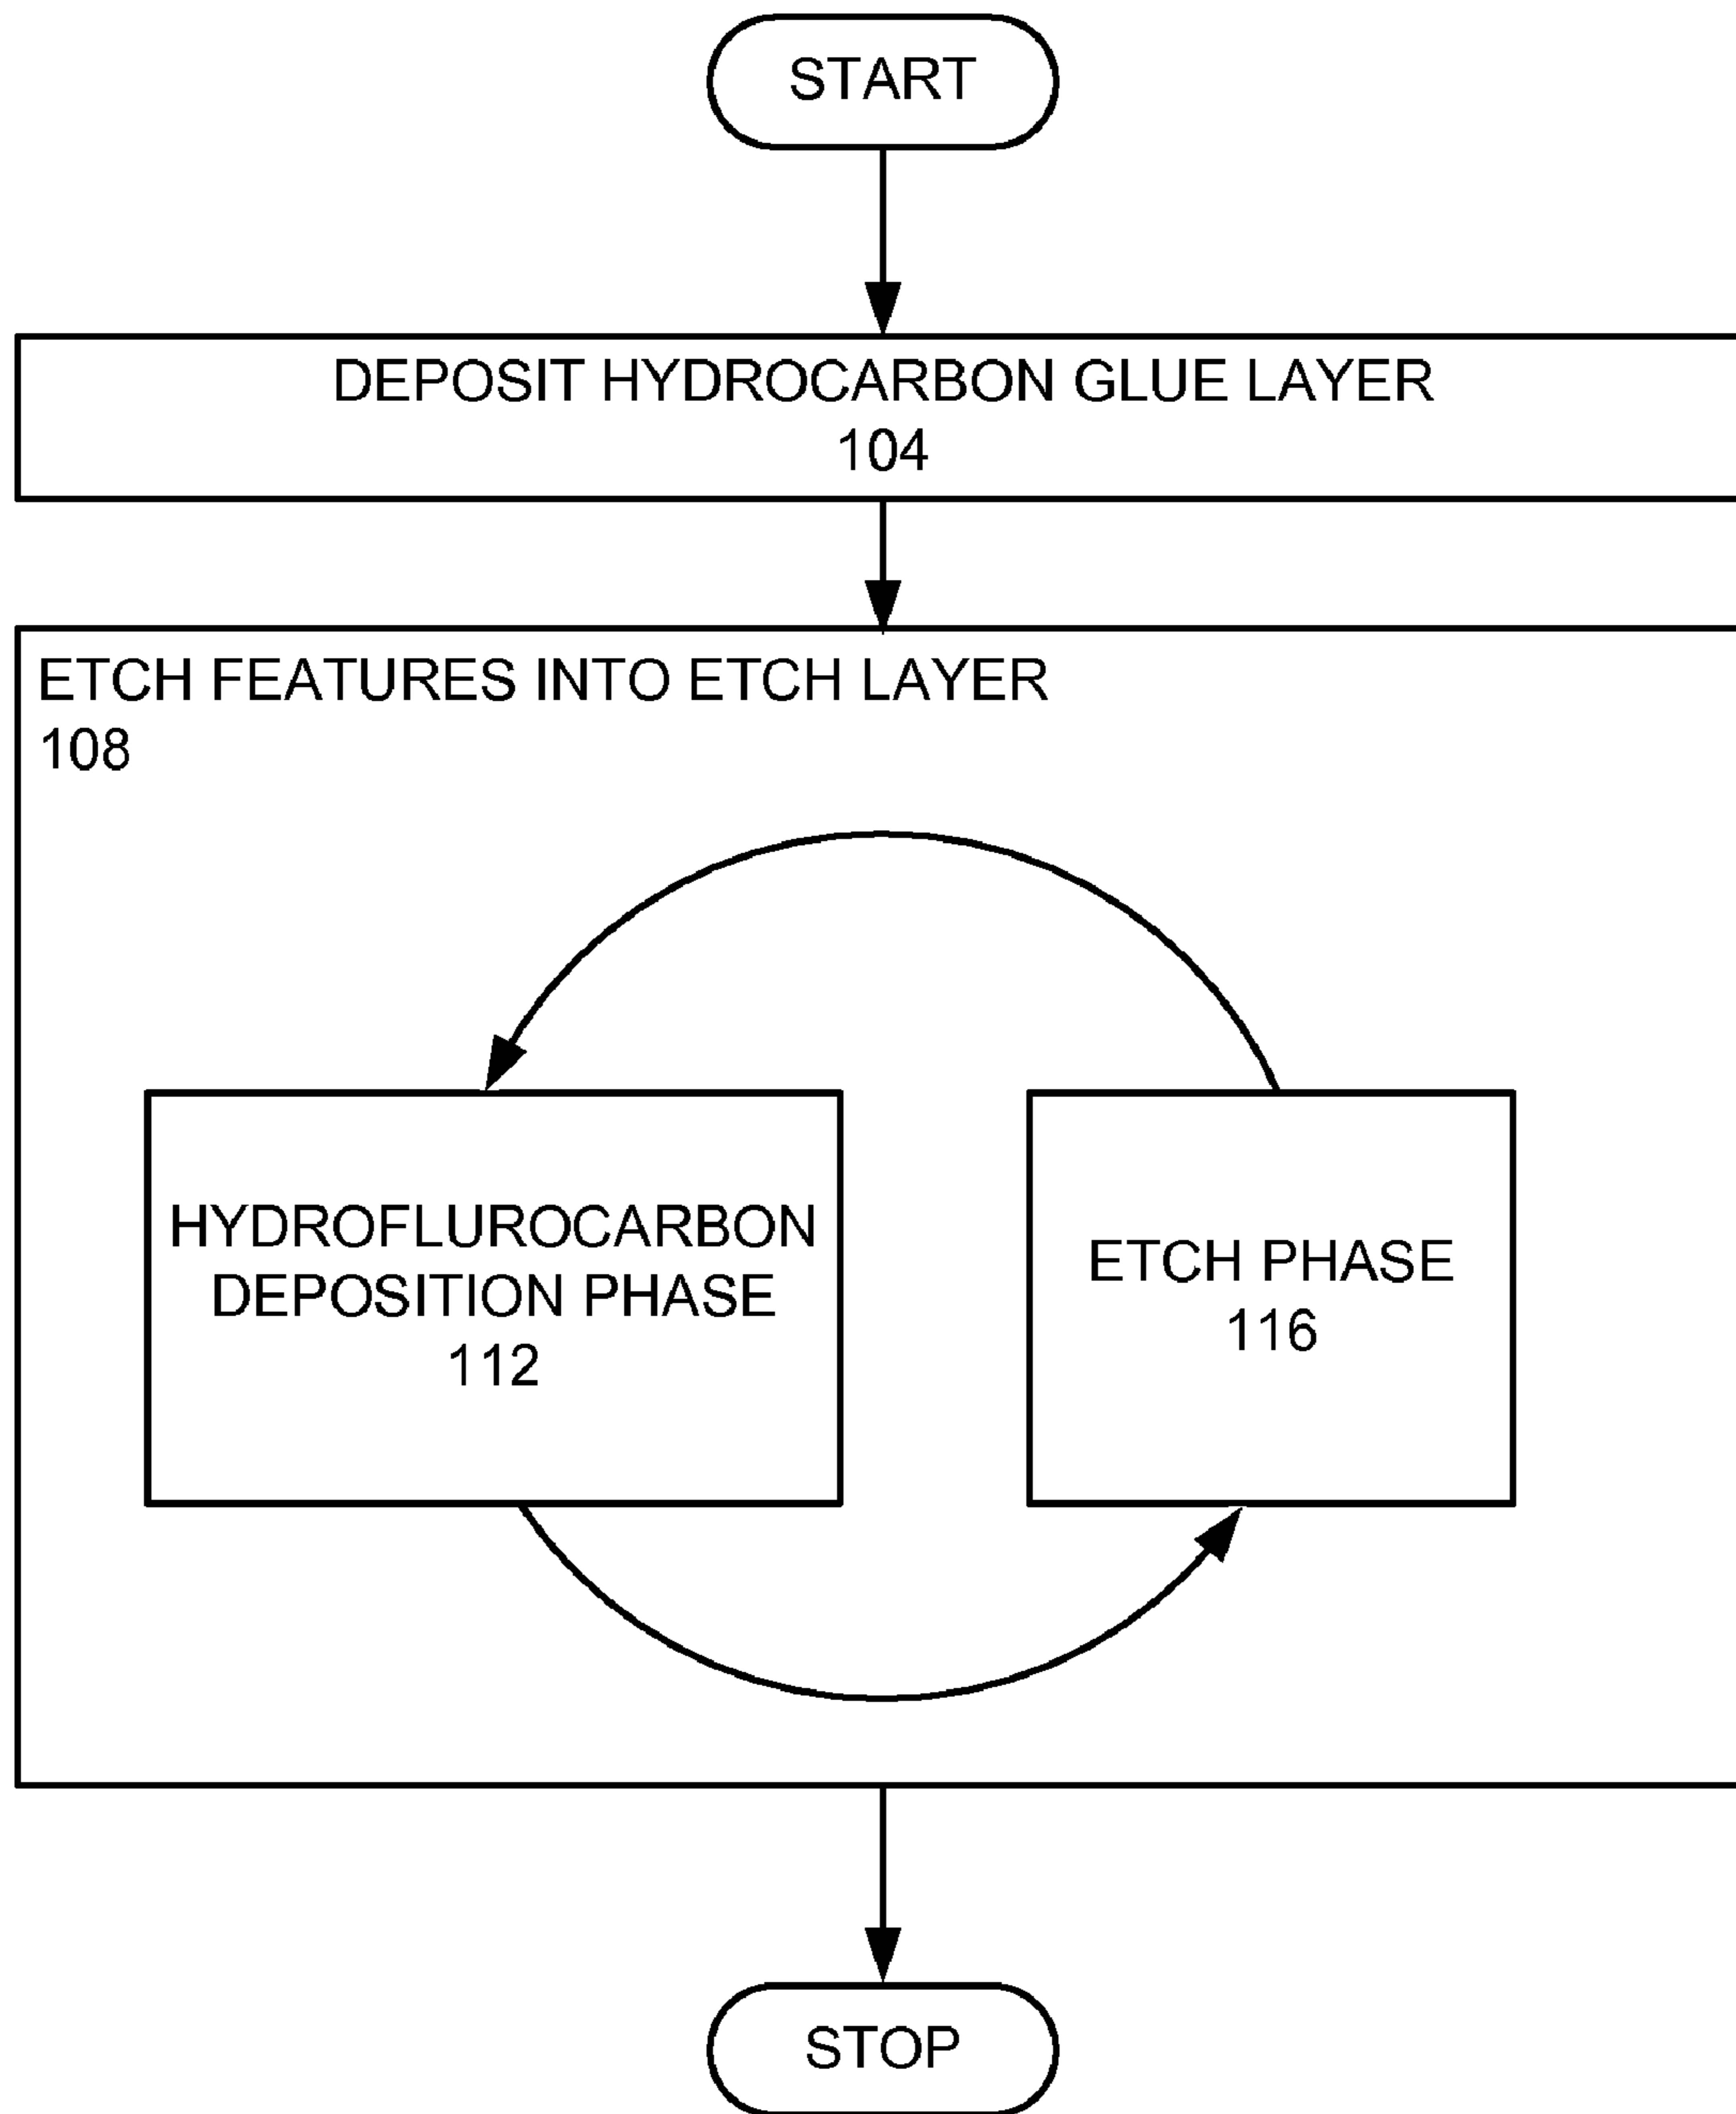 START
DEPOSIT HYDROCARBON GLUE LAYER
104
ETCH FEATURES INTO ETCH LAYER
108
HYDROFLUROCARBON
DEPOSITION PHASE
112
ETCH PHASE
116
STOP